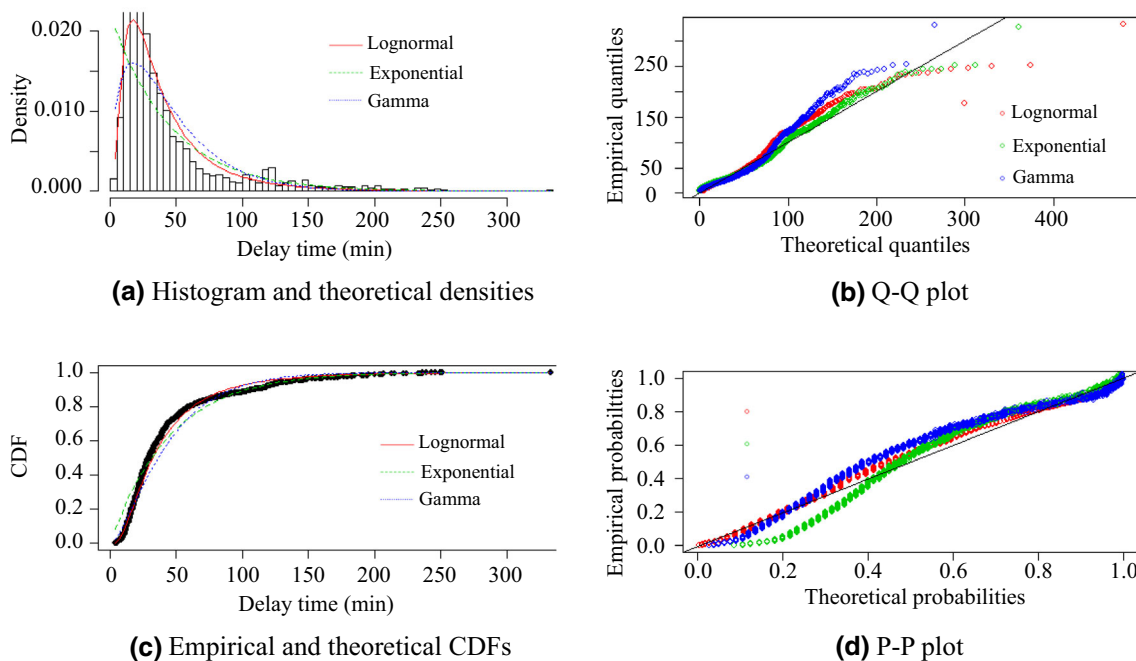 0.020
0.010
0.000
Density
0 50 100 150 200 250 300
Delay time (min)
Lognormal
Exponential
Gamma
(a) Histogram and theoretical densities
250
150
50
0
Empirical quantiles
0 100 200 300 400
Theoretical quantiles
Lognormal
Exponential
Gamma
(b) Q-Q plot
1.0
0.8
0.6
0.4
0.2
0.0
CDF
0 50 100 150 200 250 300
Delay time (min)
Lognormal
Exponential
Gamma
(c) Empirical and theoretical CDFs
1.0
0.8
0.6
0.4
0.2
0.0
Empirical probabilties
0.0 0.2 0.4 0.6 0.8 1.0
Theoretical probabilities
(d) P-P plot